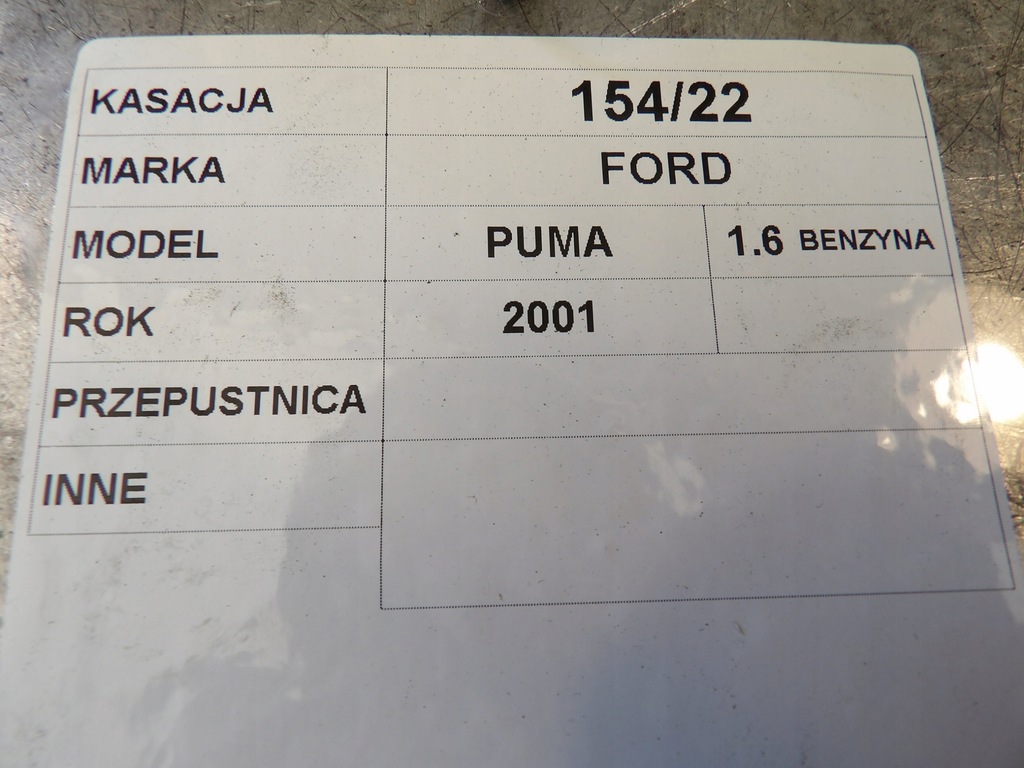 KASACJA 154/22
MARKA FORD
MODEL PUMA 1.6 BENZYNA
ROK 2001
PRZEPUSTNICA
INNE